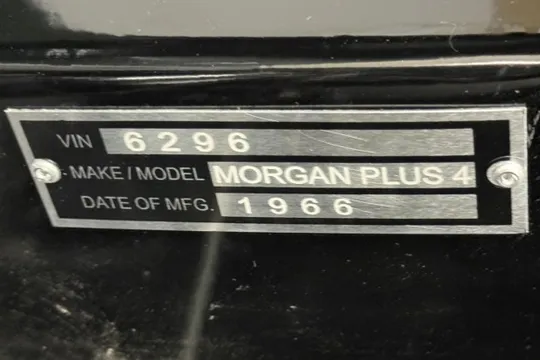 VIN 6296
MAKE / MODEL MORGAN PLUS 4
DATE OF MFG. 1966